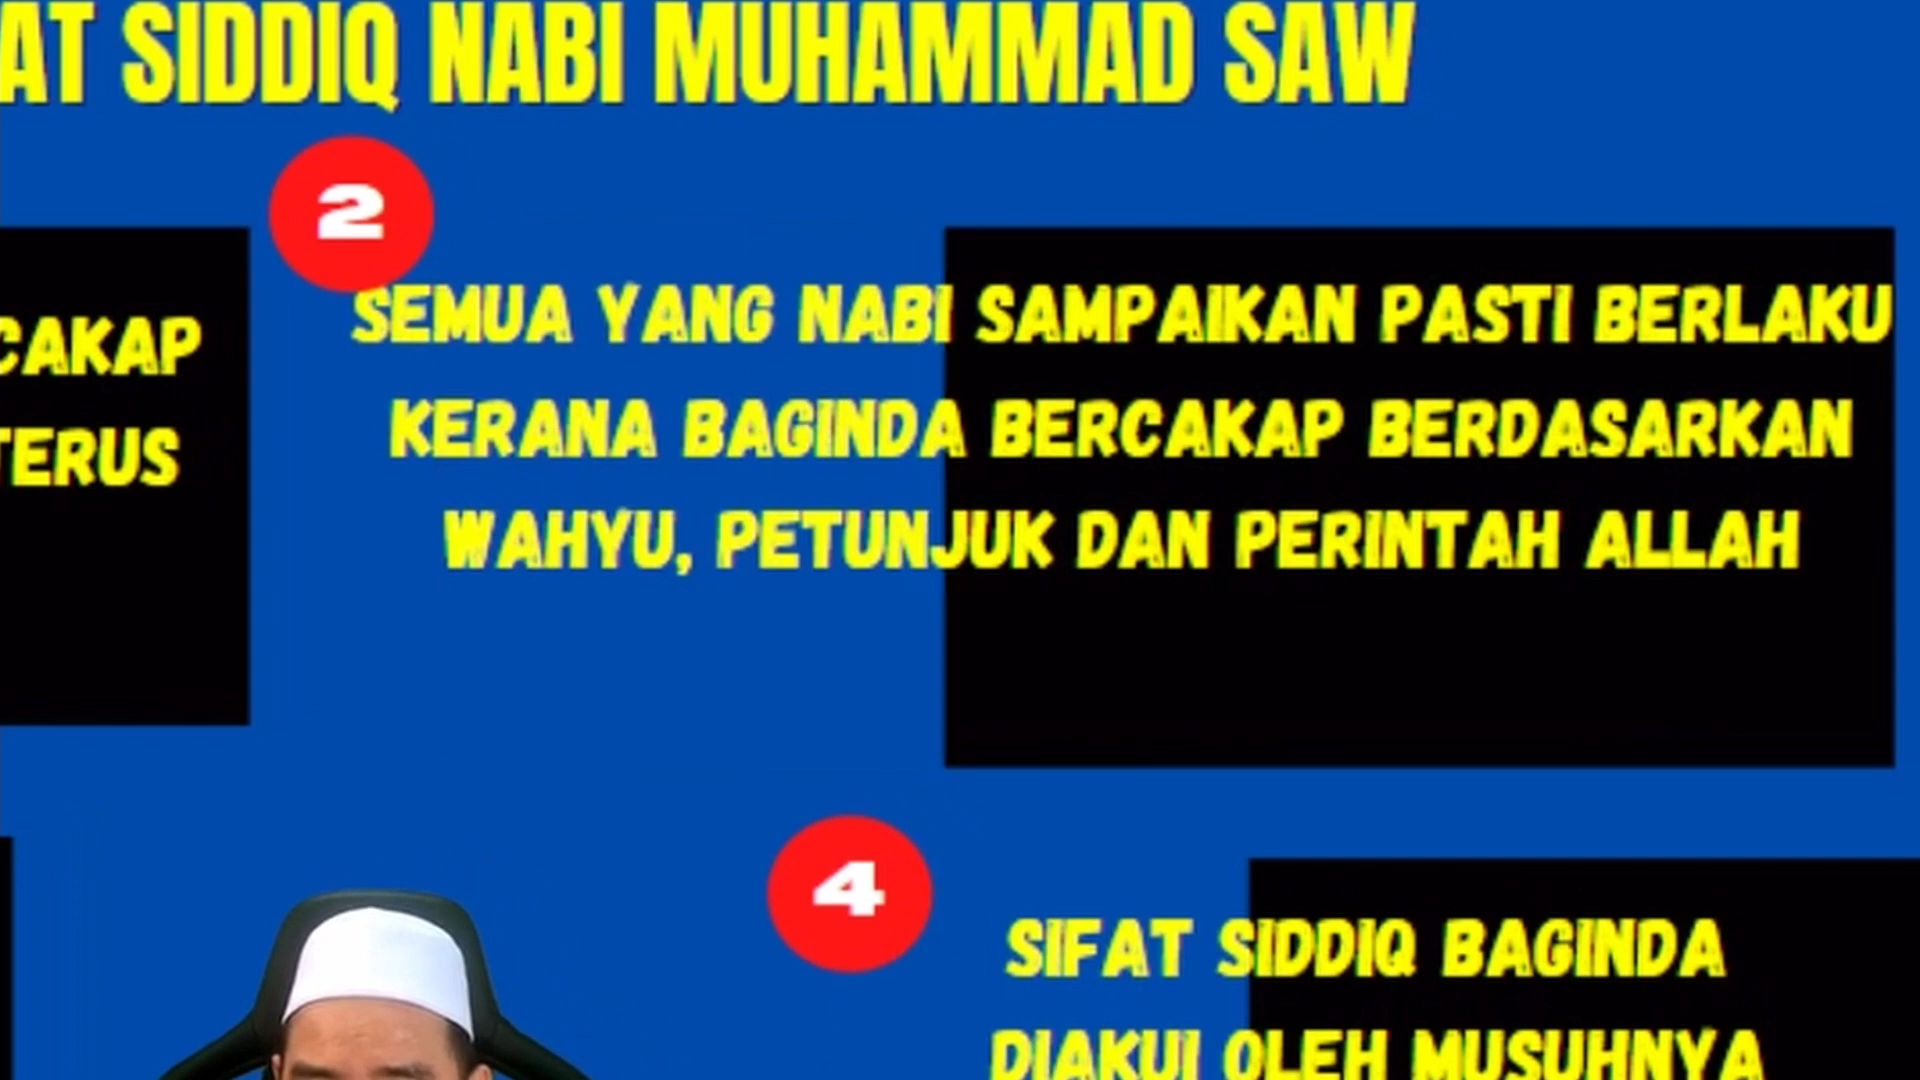 AT SIDDIQ NABI MUHAMMAD SAW
CAKAP
TERUS
2
SEMUA YANG NABI SAMPAIKAN PASTI BERLAKU
KERANA BAGINDA BERCAKAP BERDASARKAN
WAHYU, PETUNJUK DAN PERINTAH ALLAH
4
SIFAT SIDDIQ BAGINDA
DIAKUI OLEH MUSUHNYA